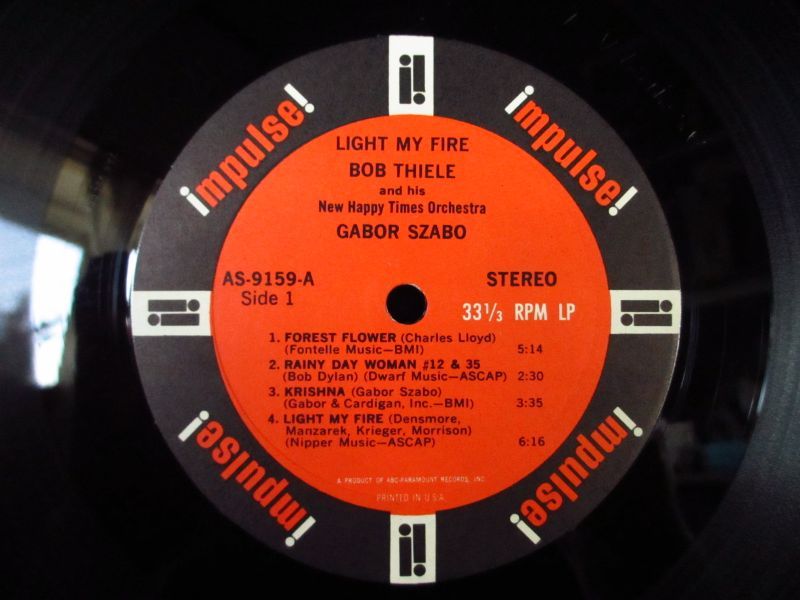 impulse!
impulse!
LIGHT MY FIRE
BOB THIELE
and his
New Happy Times Orchestra
GABOR SZABO
AS-9159-A
Side 1
STEREO
33 1/3 RPM LP
1. FOREST FLOWER (Charles Lloyd)
(Fontelle Music—BMI) 5:14
2. RAINY DAY WOMAN #12 & 35
(Bob Dylan) (Dwarf Music—ASCAP) 2:30
3. KRISHNA (Gabor Szabo)
(Gabor & Cardigan, Inc.—BMI) 3:35
4. LIGHT MY FIRE (Densmore,
Manzarek, Krieger, Morrison)
(Nipper Music—ASCAP) 6:16
A PRODUCT OF ABC-PARAMOUNT RECORDS, INC.
PRINTED IN U.S.A.
impulse!
impulse!